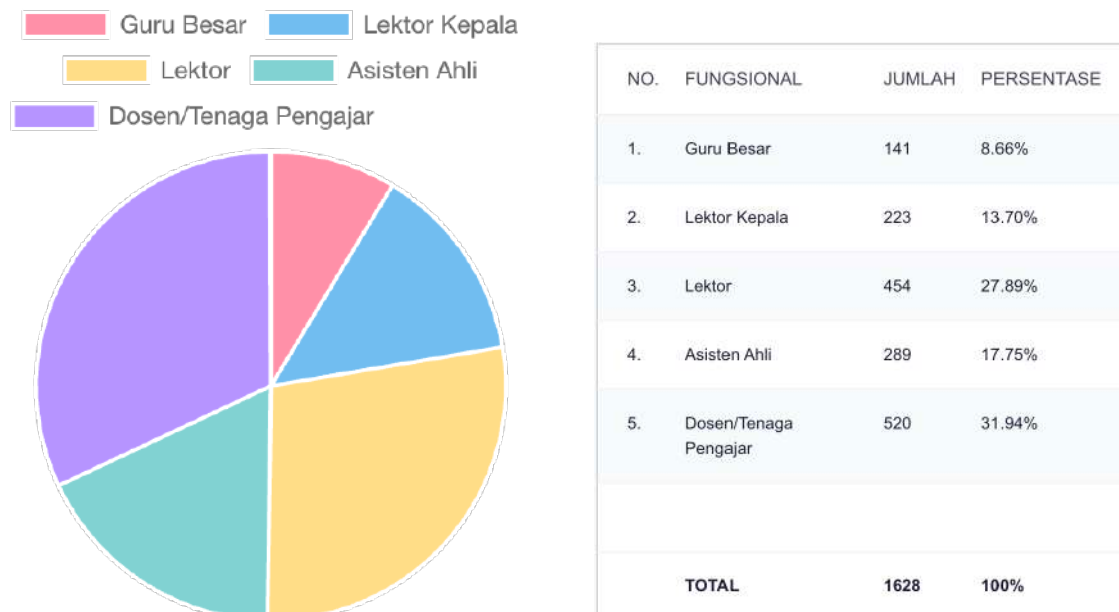 Guru Besar Lektor Kepala
Lektor Asisten Ahli
Dosen/Tenaga Pengajar
NO. FUNGSIONAL JUMLAH PERSENTASE
1. Guru Besar 141 8.66%
2. Lektor Kepala 223 13.70%
3. Lektor 454 27.89%
4. Asisten Ahli 289 17.75%
5. Dosen/Tenaga 520 31.94%
Pengajar
TOTAL 1628 100%